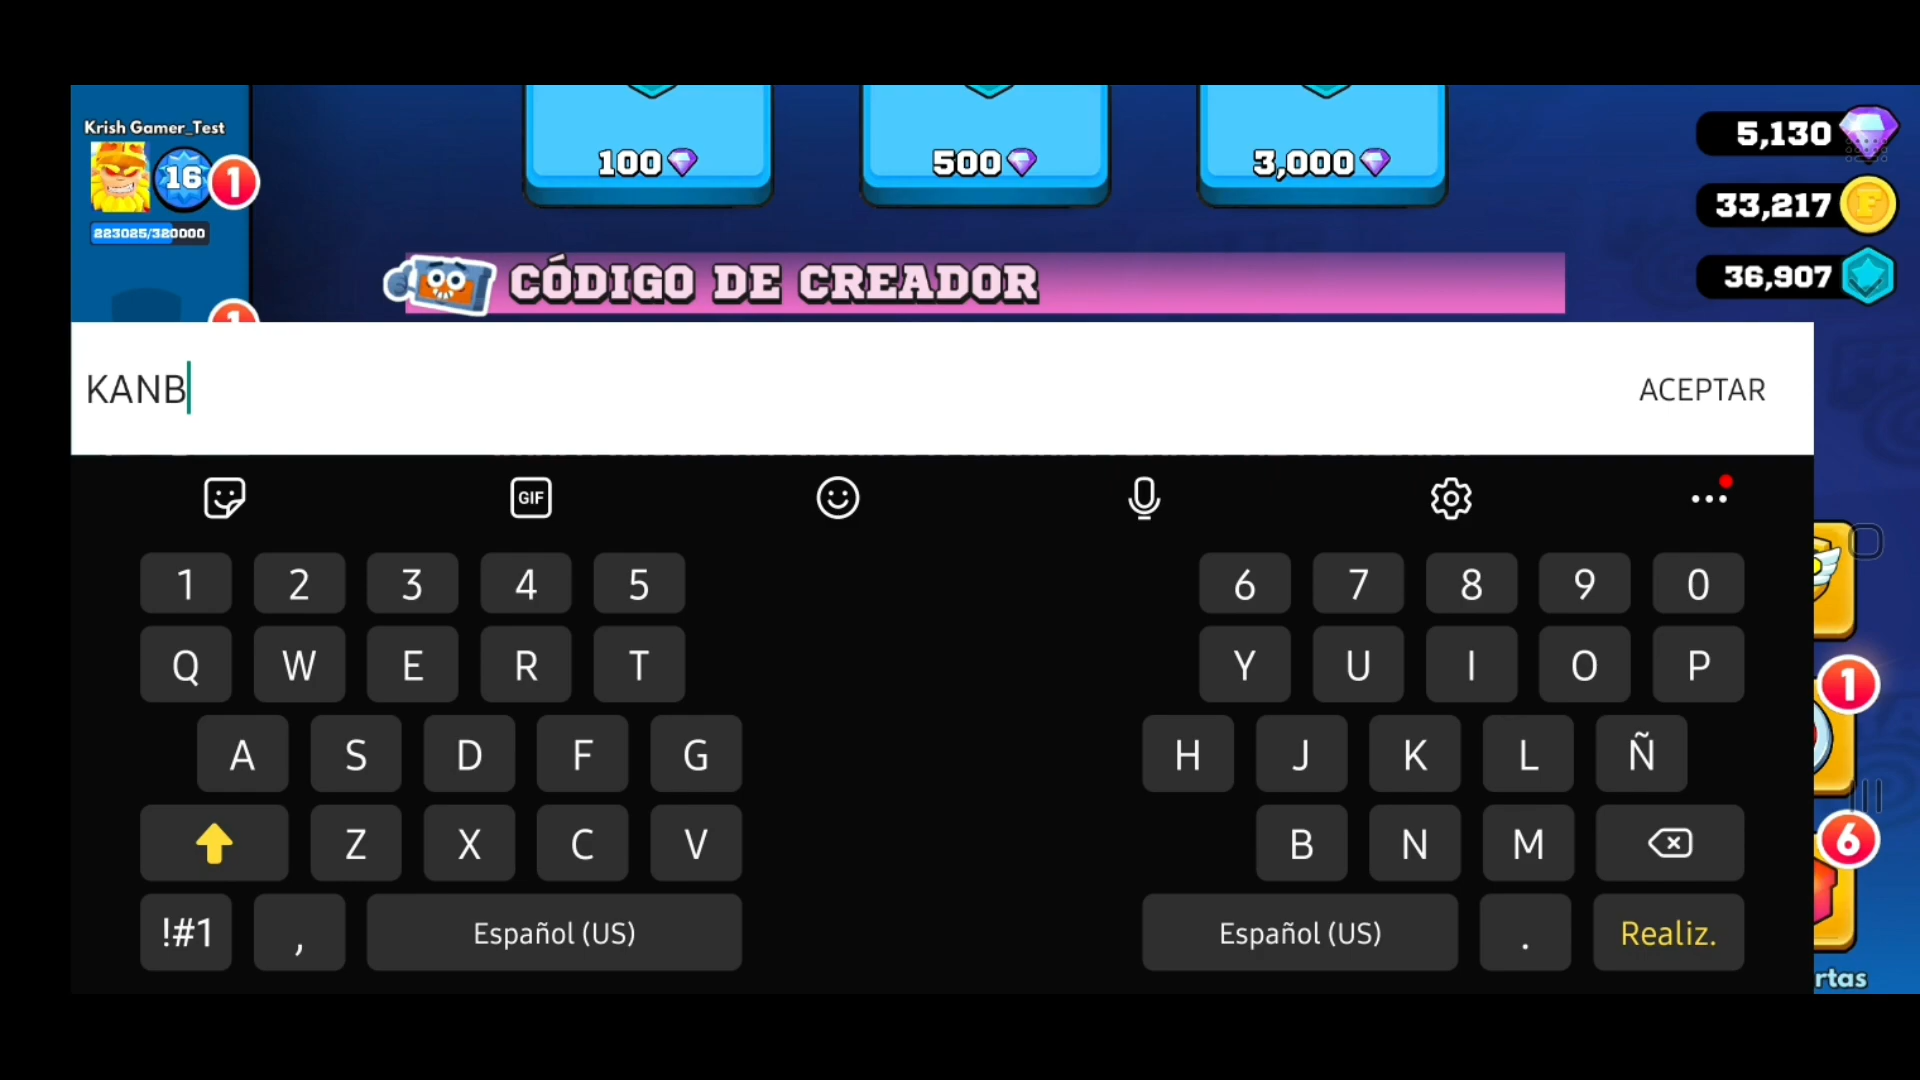 Krish Gamer_Test
16
1
223025/320000
1
100
500
3,000
5,130
33,217
36,907
CÓDIGO DE CREADOR
KANB
ACEPTAR
GIF
1 2 3 4 5 6 7 8 9 0
Q W E R T Y U I O P
A S D F G H J K L Ñ
Z X C V B N M
!#1 , Español (US) Español (US) . Realiz.
1
6
rtas